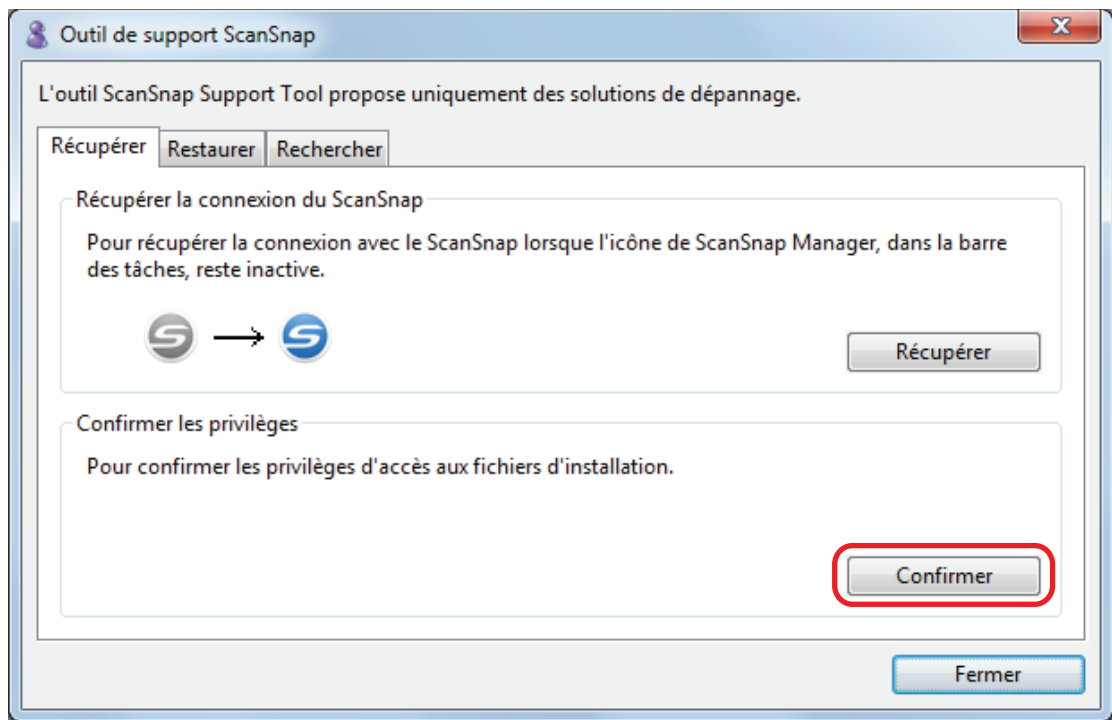 Outil de support ScanSnap
L'outil ScanSnap Support Tool propose uniquement des solutions de dépannage.
Récupérer
Restaurer
Rechercher
Récupérer la connexion du ScanSnap
Pour récupérer la connexion avec le ScanSnap lorsque l'icône de ScanSnap Manager, dans la barre
des tâches, reste inactive.
Récupérer
Confirmer les privilèges
Pour confirmer les privilèges d'accès aux fichiers d'installation.
Confirmer
Fermer